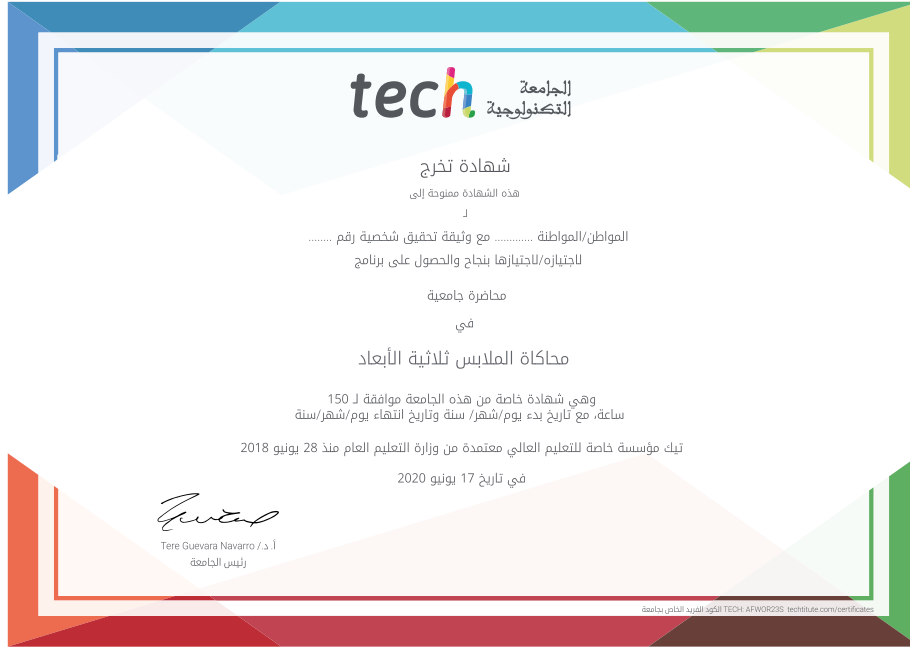 tech الجامعة
التكنولوجية
شهادة تخرج
هذه الشهادة ممنوحة إلى
لـ
المواطن/المواطنة ............. مع وثيقة تحقيق شخصية رقم ........
لاجتيازه/لاجتيازها بنجاح والحصول على برنامج
محاضرة جامعية
في
محاكاة الملابس ثلاثية الأبعاد
وهي شهادة خاصة من هذه الجامعة موافقة لـ 150
ساعة، مع تاريخ بدء يوم/شهر/ سنة وتاريخ انتهاء يوم/شهر/سنة
تيك مؤسسة خاصة للتعليم العالي معتمدة من وزارة التعليم العام منذ 28 يونيو 2018
في تاريخ 17 يونيو 2020
أ. د./ Tere Guevara Navarro
رئيس الجامعة
الكود الفريد الخاص بجامعة TECH: AFWOR23S techtitute.com/certificates